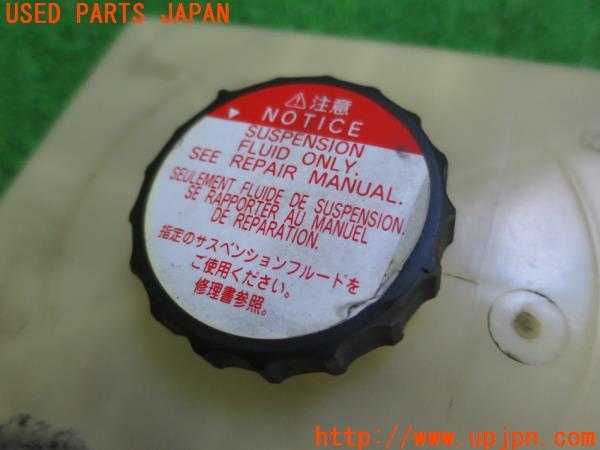 USED PARTS JAPAN
⚠注意
NOTICE
SUSPENSION
FLUID ONLY.
SEE REPAIR MANUAL.
SEULEMENT FLUIDE DE SUSPENSION.
SE RAPPORTER AU MANUEL
DE REPARATION.
指定のサスペンションフルードを
ご使用ください。
修理書参照。
http://www.upjpn.com